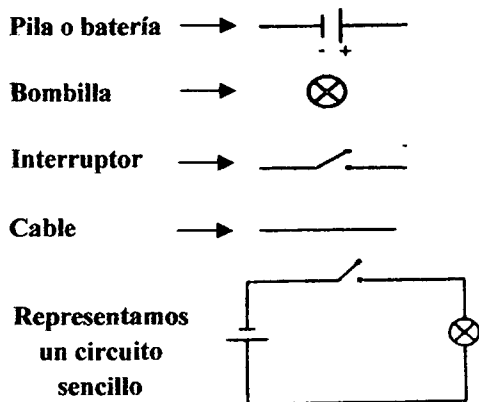 Pila o batería
- +
Bombilla
Interruptor
Cable
Representamos
un circuito
sencillo